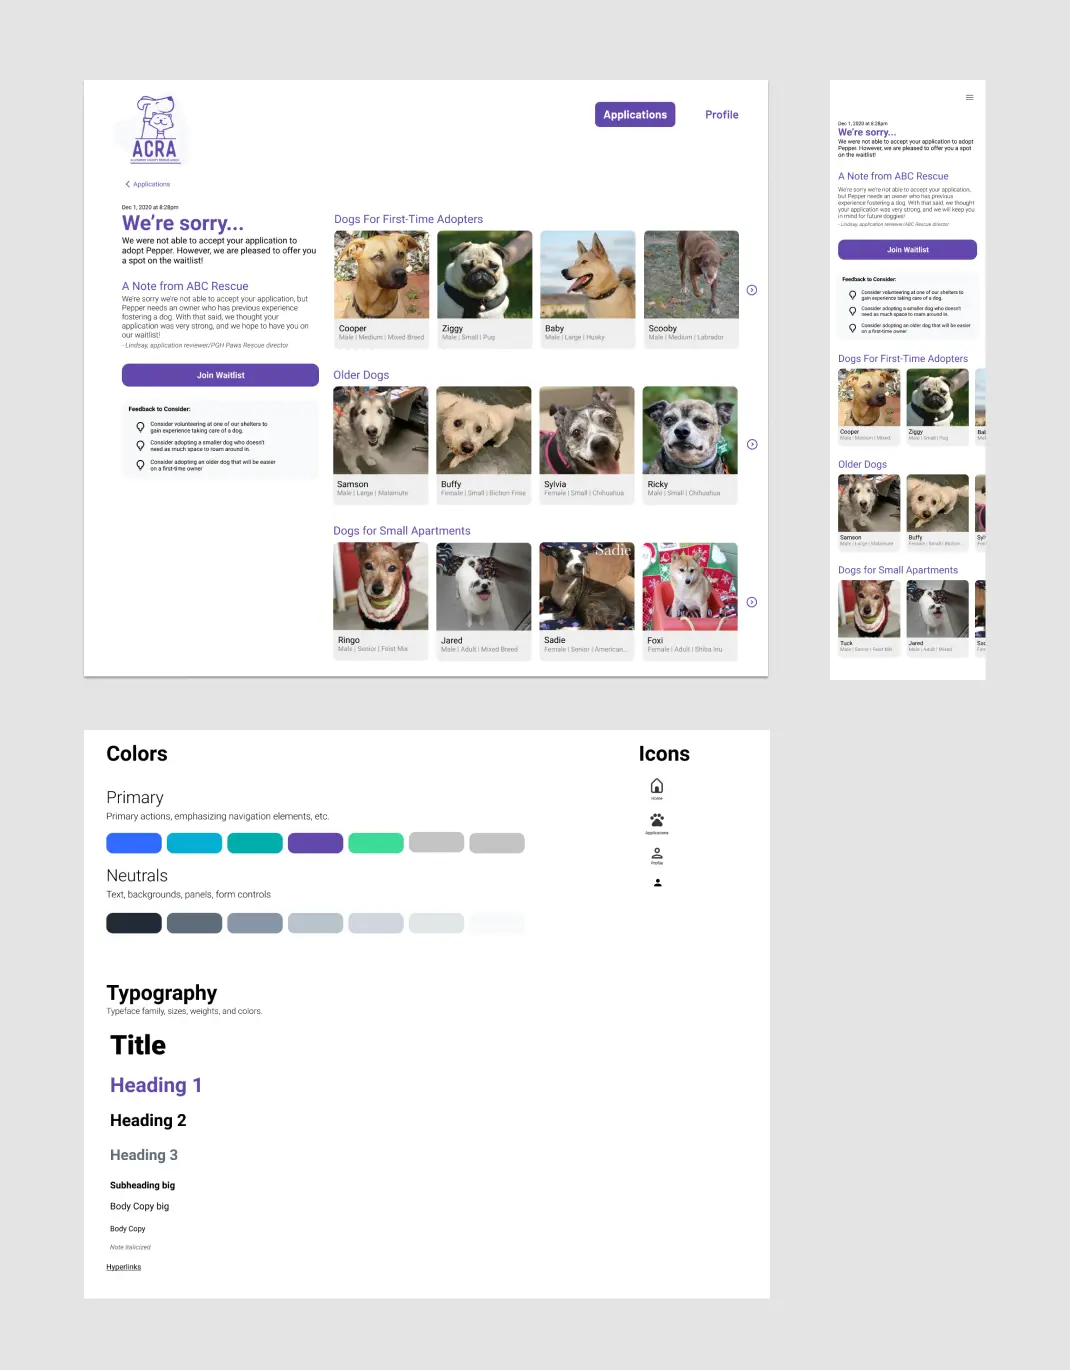 ACRA
Applications
Profile
Applications
Dec 1, 2020 at 8:28pm
We're sorry...
We were not able to accept your application to
adopt Pepper. However, we are pleased to offer you
a spot on the waitlist!
A Note from ABC Rescue
We're sorry we're not able to accept your application, but
Pepper needs an owner who has previous experience
fostering a dog. With that said, we thought your
application was very strong, and we hope to have you on
our waitlist!
- Lindsay, application reviewer/PGH Paws Rescue director
Join Waitlist
Feedback to Consider:
Consider volunteering at one of our shelters to
gain experience taking care of a dog.
Consider adopting a smaller dog who doesn't
need as much space to roam around in.
Consider adopting an older dog that will be easier
on a first-time owner
Dogs For First-Time Adopters
Cooper
Male | Medium | Mixed Breed
Ziggy
Male | Small | Pug
Baby
Male | Large | Husky
Scooby
Male | Medium | Labrador
Older Dogs
Samson
Male | Large | Malamute
Buffy
Female | Small | Bichon Frise
Sylvia
Female | Small | Chihuahua
Ricky
Male | Small | Chihuahua
Dogs for Small Apartments
Sadie
Ringo
Male | Senior | Feist Mix
Jared
Male | Adult | Mixed Breed
Sadie
Female | Senior | American...
Foxi
Female | Adult | Shiba Inu
Dec 1, 2020 at 8:28pm
We're sorry...
We were not able to accept your application to adopt
Pepper. However, we are pleased to offer you a spot
on the waitlist!
A Note from ABC Rescue
We're sorry we're not able to accept your application,
but Pepper needs an owner who has previous
experience fostering a dog. With that said, we thought
your application was very strong, and we will keep you
in mind for future doggies!
- Lindsay, application reviewer/ABC Rescue director
Join Waitlist
Feedback to Consider:
Consider volunteering at one of our shelters to
gain experience taking care of a dog.
Consider adopting a smaller dog who doesn't
need as much space to roam around in.
Consider adopting an older dog that will be easier
on a first-time owner
Dogs For First-Time Adopters
Cooper
Male | Medium | Mixed
Ziggy
Male | Small | Pug
Bal
Male
Older Dogs
Samson
Male | Large | Malamute
Buffy
Female | Small | Bichon...
Syl
Fem
Dogs for Small Apartments
Tuck
Male | Senior | Feist Mix
Jared
Male | Adult | Mixed
Sad
Fem
Colors
Primary
Primary actions, emphasizing navigation elements, etc.
Neutrals
Text, backgrounds, panels, form controls
Typography
Typeface family, sizes, weights, and colors.
Title
Heading 1
Heading 2
Heading 3
Subheading big
Body Copy big
Body Copy
Note Italicized
Hyperlinks
Icons
Home
Applications
Profile